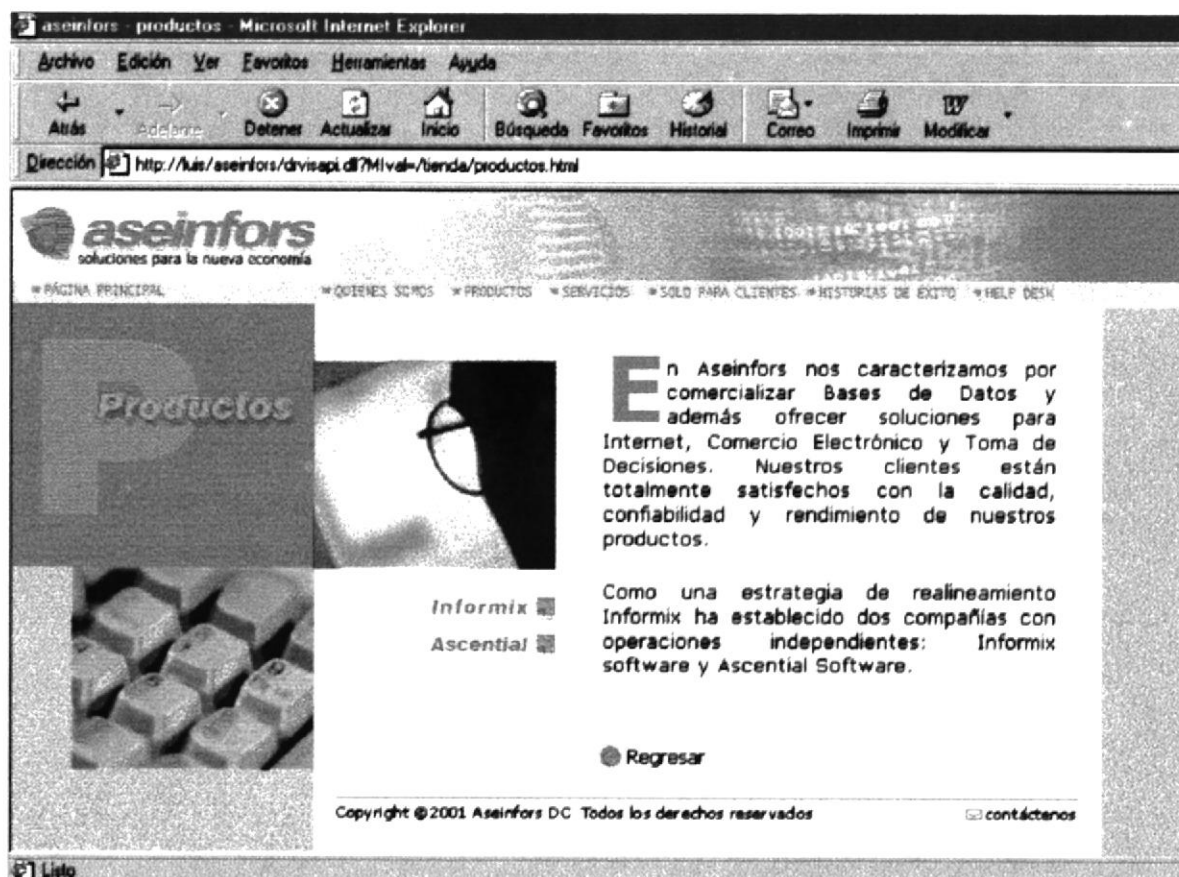 aseinfors - productos - Microsoft Internet Explorer
Archivo Edición Ver Favoritos Herramientas Ayuda
Atrás Adelante Detener Actualizar Inicio Búsqueda Favoritos Historial Correo Imprimir Modificar
Dirección http://luis/aseinfors/drvisapi.dll?MIval=/tienda/productos.html
aseinfors
soluciones para la nueva economía
PÁGINA PRINCIPAL QUIENES SOMOS PRODUCTOS SERVICIOS SOLO PARA CLIENTES HISTORIAS DE EXITO HELP DESK
P
Productos
En Aseinfors nos caracterizamos por
comercializar Bases de Datos y
además ofrecer soluciones para
Internet, Comercio Electrónico y Toma de
Decisiones. Nuestros clientes están
totalmente satisfechos con la calidad,
confiabilidad y rendimiento de nuestros
productos.
Informix
Ascential
Como una estrategia de realineamiento
Informix ha establecido dos compañías con
operaciones independientes: Informix
software y Ascential Software.
Regresar
Copyright ©2001 Aseinfors DC Todos los derechos reservados contáctenos
Listo